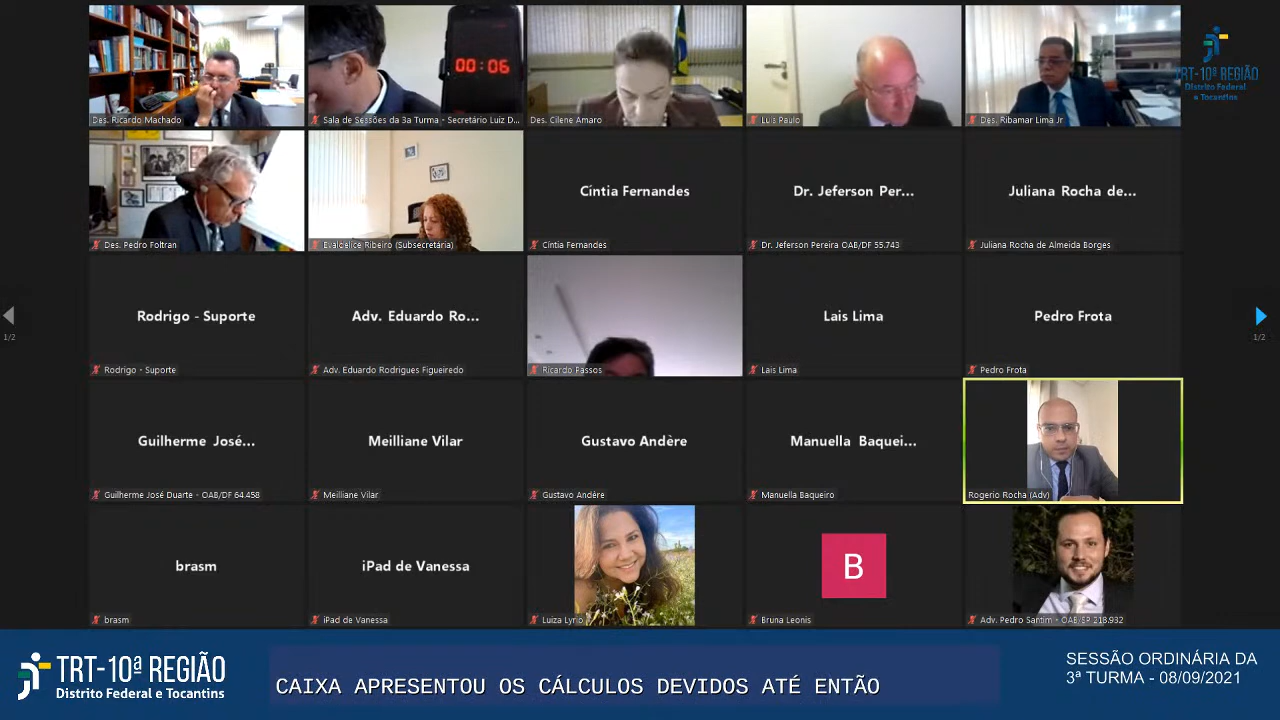 00:06
Des. Ricardo Machado
Sala de Sessões da 3a Turma - Secretário Luiz D...
Des. Cilene Amaro
Luis Paulo
Des. Ribamar Lima Jr
TRT-10ª REGIÃO
Distrito Federal
e Tocantins
Des. Pedro Foltran
Evaldelice Ribeiro (Subsecretária)
Cíntia Fernandes
Cíntia Fernandes
Dr. Jeferson Per...
Dr. Jeferson Pereira OAB/DF 55.743
Juliana Rocha de...
Juliana Rocha de Almeida Borges
Rodrigo - Suporte
Rodrigo - Suporte
Adv. Eduardo Ro...
Adv. Eduardo Rodrigues Figueiredo
Ricardo Passos
Lais Lima
Lais Lima
Pedro Frota
Pedro Frota
1/2
1/2
Guilherme José...
Guilherme José Duarte - OAB/DF 64.458
Meilliane Vilar
Meilliane Vilar
Gustavo Andère
Gustavo Andère
Manuella Baquei...
Manuella Baqueiro
Rogerio Rocha (Adv)
brasm
brasm
iPad de Vanessa
iPad de Vanessa
Luiza Lyrio
B
Bruna Leonis
Adv. Pedro Santim - OAB/SP 218.932
TRT-10ª REGIÃO
Distrito Federal e Tocantins
CAIXA APRESENTOU OS CÁLCULOS DEVIDOS ATÉ ENTÃO
SESSÃO ORDINÁRIA DA
3ª TURMA - 08/09/2021